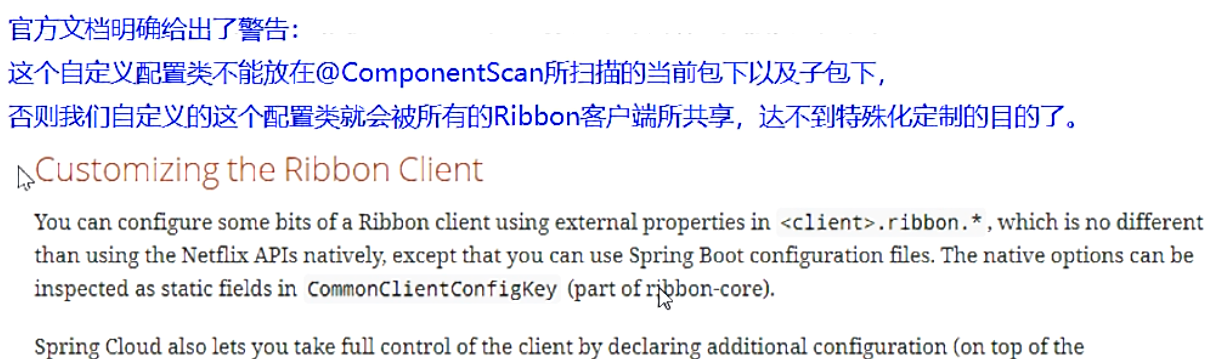 官方文档明确给出了警告：
这个自定义配置类不能放在@ComponentScan所扫描的当前包下以及子包下，
否则我们自定义的这个配置类就会被所有的Ribbon客户端所共享，达不到特殊化定制的目的了。
Customizing the Ribbon Client
You can configure some bits of a Ribbon client using external properties in <client>.ribbon.*, which is no different
than using the Netflix APIs natively, except that you can use Spring Boot configuration files. The native options can be
inspected as static fields in CommonClientConfigKey (part of ribbon-core).
Spring Cloud also lets you take full control of the client by declaring additional configuration (on top of the